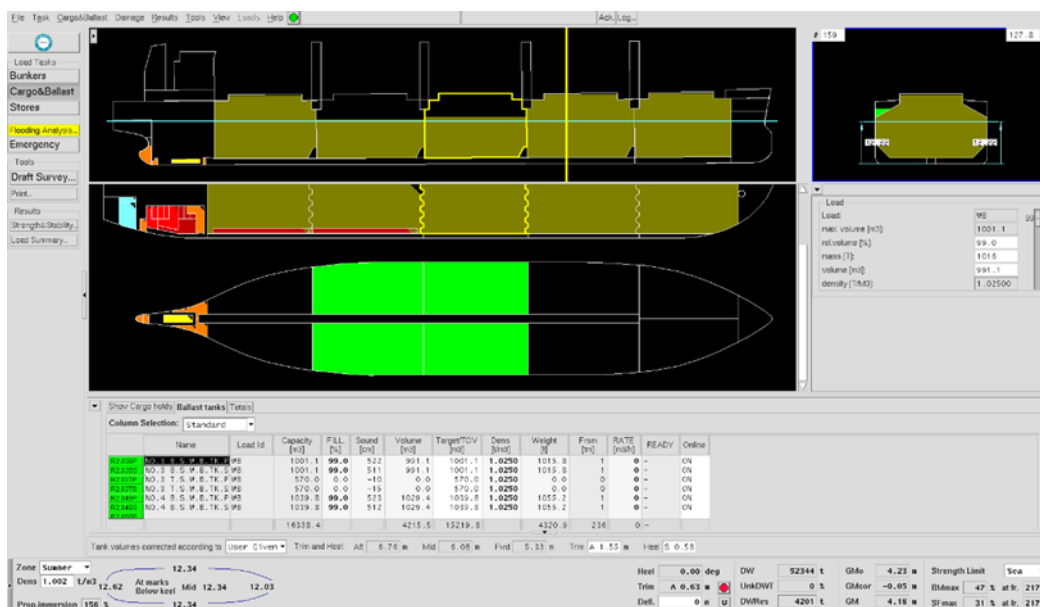 File Task Cargo&Ballast Damage Results Tools View Loads Help Ack. Log...
# 159 127.8
Load Tasks
Bunkers
Cargo&Ballast
Stores
Flooding Analysis...
Emergency
Tools
Draft Survey...
Print...
Results
Strength&Stability...
Load Summary...
Load
Load: WB
max. volume [m3]: 1001.1
rel.volume [%]: 99.0
mass [T]: 1016
volume [m3]: 991.1
density [T/M3]: 1.02500
Show Cargo holds Ballast tanks Totals
Column Selection: Standard
Name Load Id Capacity [m3] FILL. [%] Sound [cm] Volume [m3] Target/TOV [m3] Dens [t/m3] Weight [t] Frsm [tm] RATE [m3/h] READY Online
NO.3 B.S.W.B.TK.P WB 1001.1 99.0 522 991.1 1001.1 1.0250 1015.8 1 0 - ON
NO.3 B.S.W.B.TK.S WB 1001.1 99.0 511 991.1 1001.1 1.0250 1015.8 1 0 - ON
NO.3 T.S.W.B.TK.P WB 570.0 0.0 -10 0.0 570.0 1.0250 0.0 0 0 - ON
NO.3 T.S.W.B.TK.S WB 570.0 0.0 -15 0.0 570.0 1.0250 0.0 0 0 - ON
NO.4 B.S.W.B.TK.P WB 1039.8 99.0 523 1029.4 1039.8 1.0250 1055.2 1 0 - ON
NO.4 B.S.W.B.TK.S WB 1039.8 99.0 512 1029.4 1039.8 1.0250 1055.2 1 0 - ON
16338.4 4215.5 15219.8 4320.9 236 0 -
Tank volumes corrected according to User Given Trim and Heel: Aft 6.76 m Mid 6.08 m Fwd 5.33 m Trim A 1.55 m Heel S 0.58
Zone Summer 12.34 Heel 0.00 deg DW 52344 t GMo 4.23 m Strength Limit Sea
Dens 1.002 t/m3 12.62 At marks Below keel Mid 12.34 12.03 Trim A 0.63 m UnkDWT 0 % GMcor -0.05 m BMmax 47 % at fr. 217
Prop.immersion 156 % 12.34 Defl. 0 m U DWRes 4201 t GM 4.18 m SFmax 31 % at fr. 217